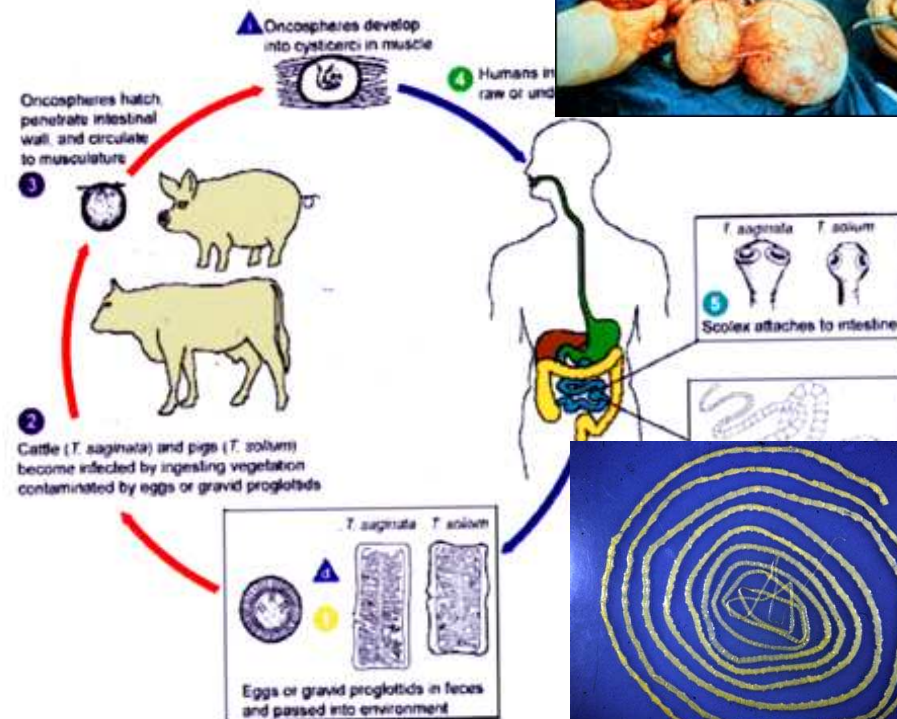 i
Oncospheres develop
into cysticerci in muscle
4
Humans in
raw or und
Oncospheres hatch,
penetrate intestinal
wall, and circulate
to musculature
3
T. saginata T. solium
5
Scolex attaches to intestine
2
Cattle (T. saginata) and pigs (T. solium)
become infected by ingesting vegetation
contaminated by eggs or gravid proglottids
T. saginata T. solium
d
1
Eggs or gravid proglottids in feces
and passed into environment